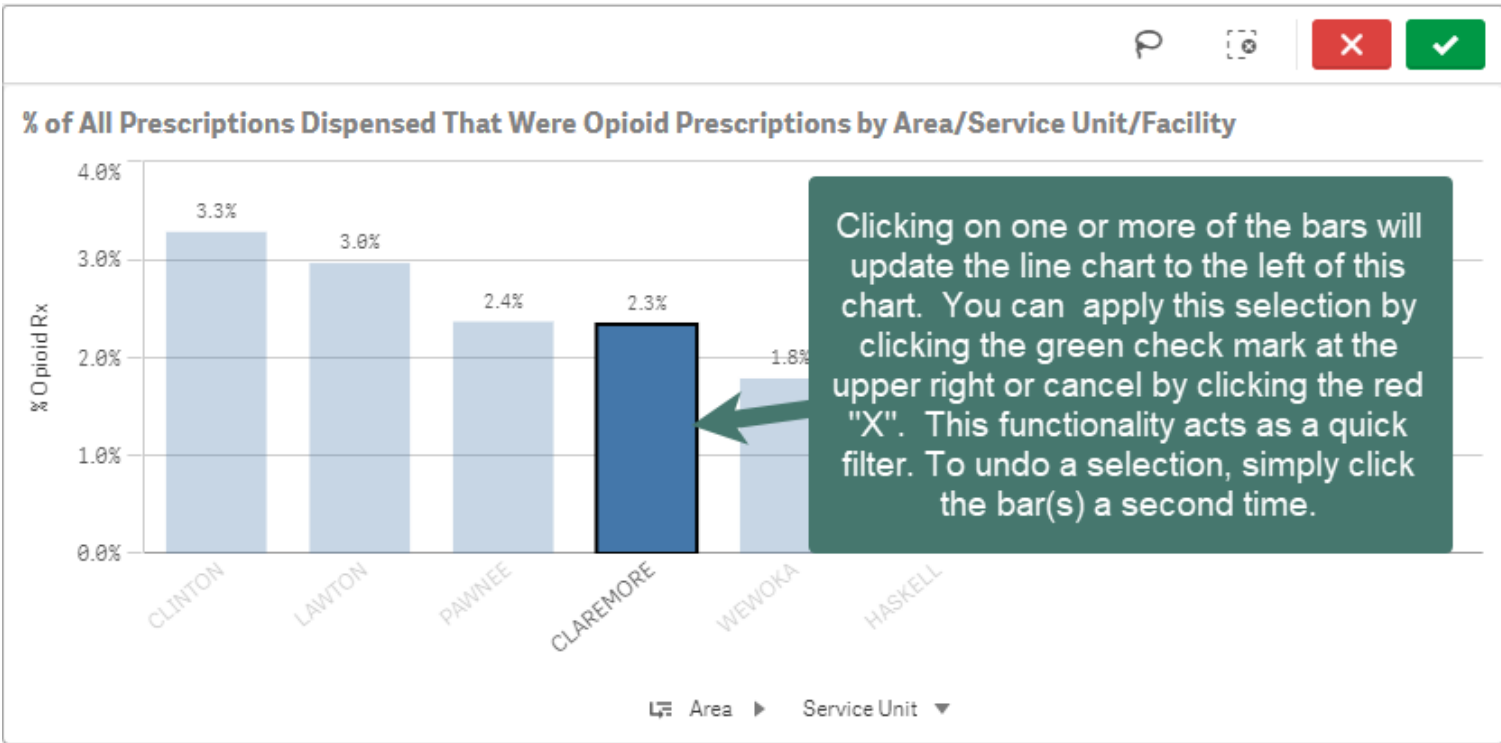 % of All Prescriptions Dispensed That Were Opioid Prescriptions by Area/Service Unit/Facility
% Opioid Rx
4.0%
3.0%
2.0%
1.0%
0.0%
3.3%
3.0%
2.4%
2.3%
1.8%
Clicking on one or more of the bars will
update the line chart to the left of this
chart. You can apply this selection by
clicking the green check mark at the
upper right or cancel by clicking the red
"X". This functionality acts as a quick
filter. To undo a selection, simply click
the bar(s) a second time.
CLINTON
LAWTON
PAWNEE
CLAREMORE
WEWOKA
HASKELL
Area
Service Unit